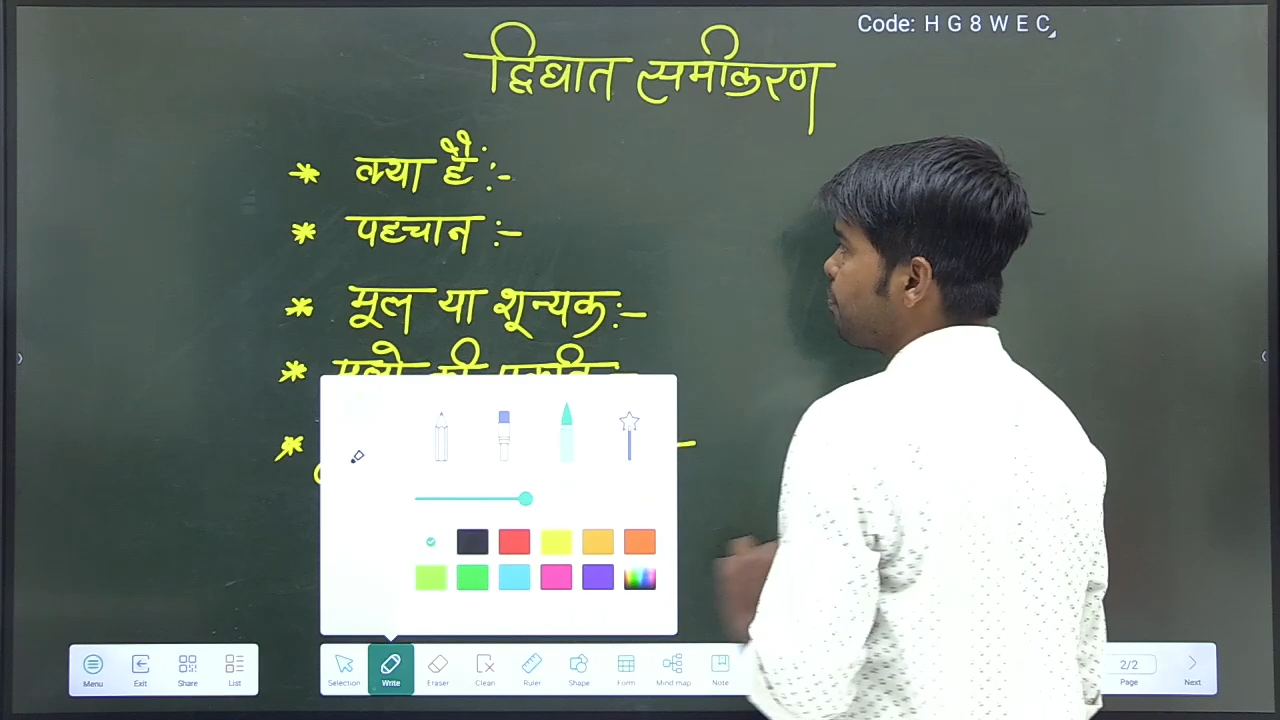 Code: H G 8 W E C
द्विघात समीकरण
* क्या है :-
* पहचान :-
* मूल या शून्यक :-
* की
*
Menu Exit Share List
Selection Write Eraser Clean Ruler Shape Form Mind map Note
2/2
Page Next